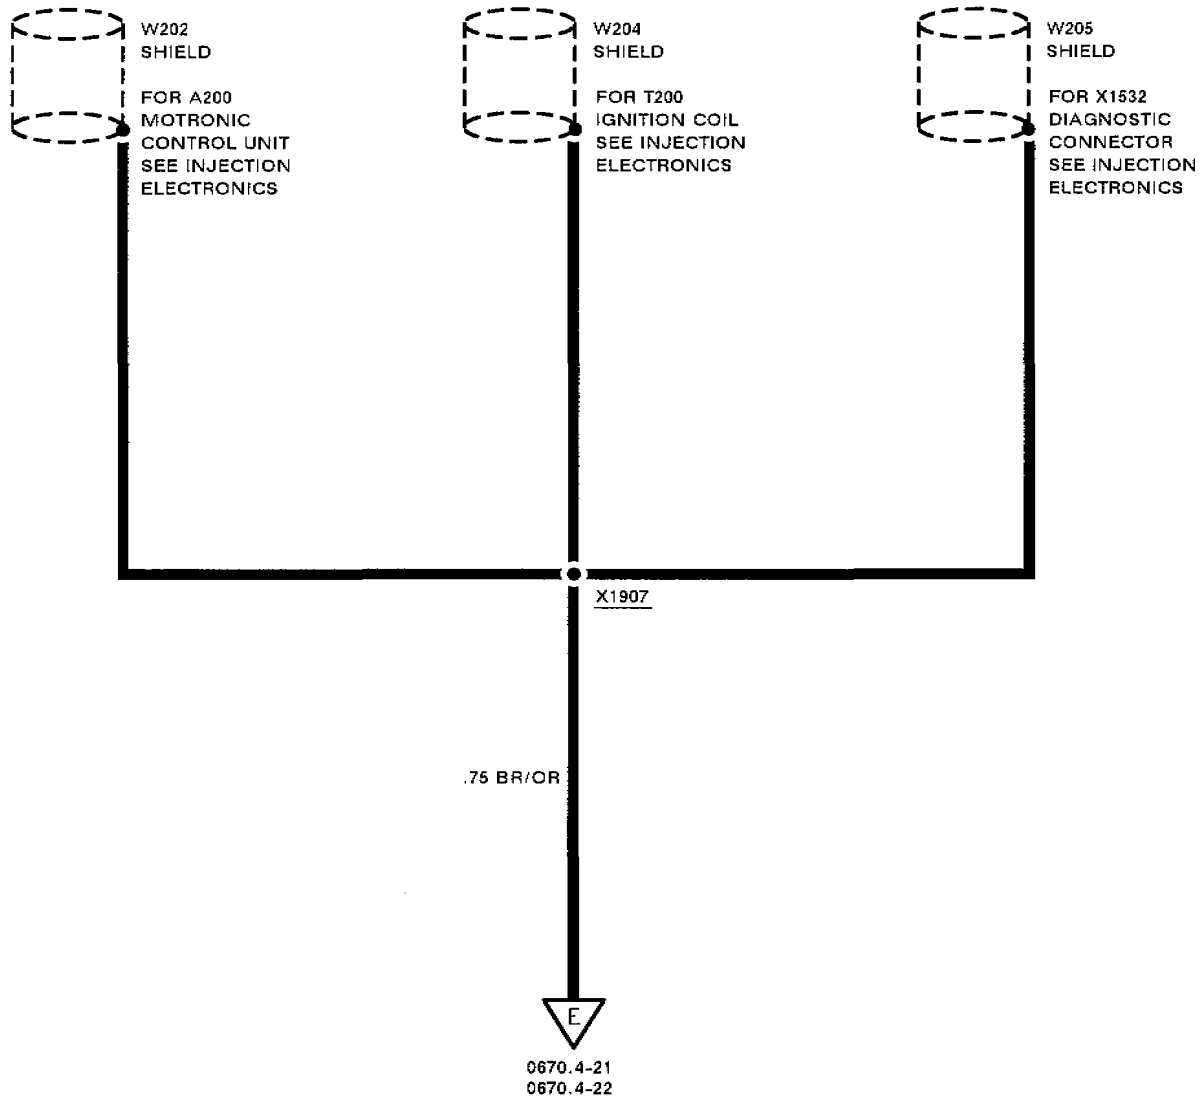 W202
SHIELD
FOR A200
MOTRONIC
CONTROL UNIT
SEE INJECTION
ELECTRONICS
W204
SHIELD
FOR T200
IGNITION COIL
SEE INJECTION
ELECTRONICS
W205
SHIELD
FOR X1532
DIAGNOSTIC
CONNECTOR
SEE INJECTION
ELECTRONICS
X1907
.75 BR/OR
E
0670.4-21
0670.4-22